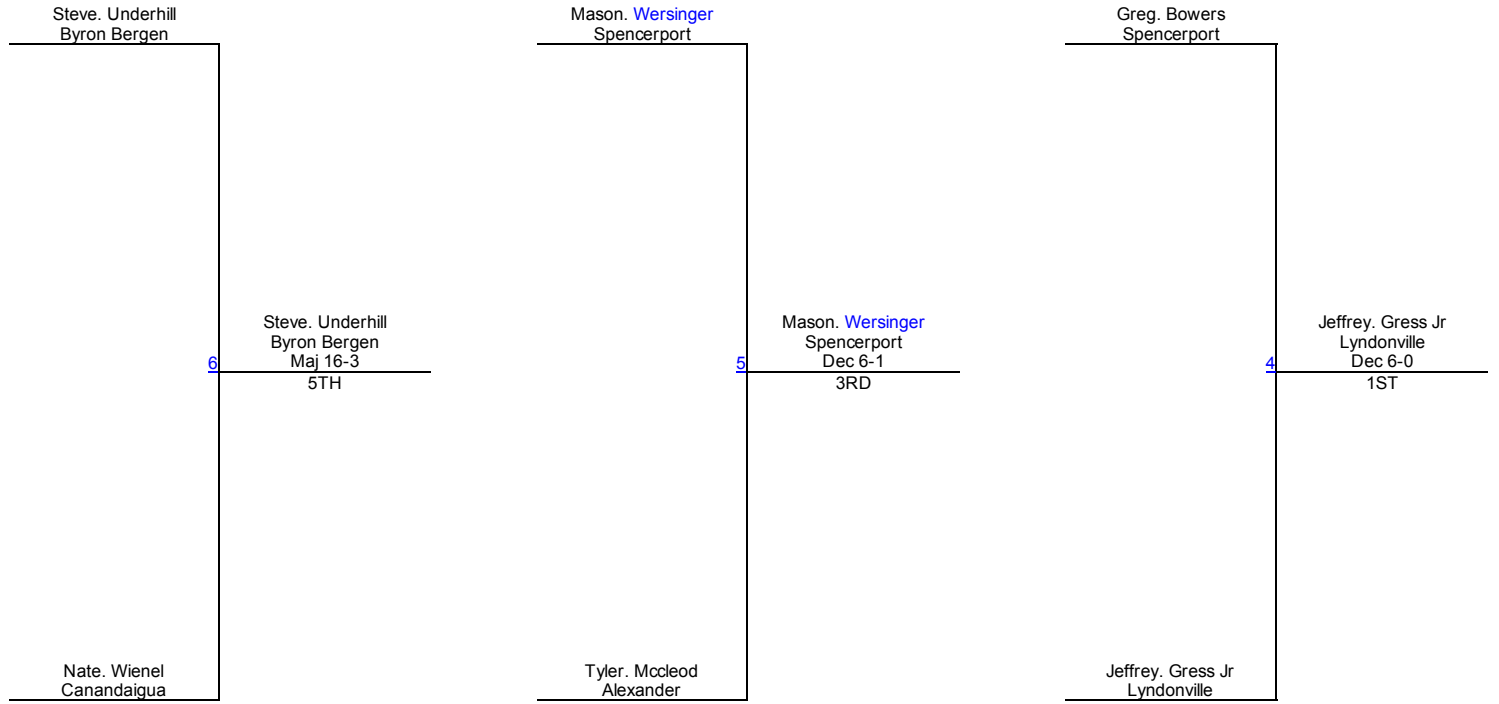 Steve. Underhill
Byron Bergen
Mason. Wersinger
Spencerport
Greg. Bowers
Spencerport
Steve. Underhill
Byron Bergen
Maj 16-3
6
5TH
Mason. Wersinger
Spencerport
Dec 6-1
5
3RD
Jeffrey. Gress Jr
Lyndonville
Dec 6-0
4
1ST
Nate. Wienel
Canandaigua
Tyler. Mccleod
Alexander
Jeffrey. Gress Jr
Lyndonville